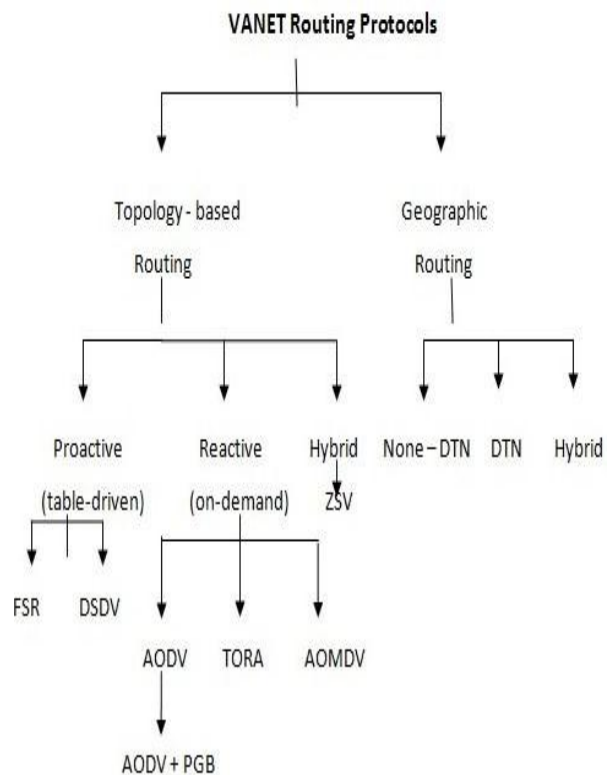 VANET Routing Protocols
Topology - based Geographic
Routing Routing
Proactive Reactive Hybrid None – DTN DTN Hybrid
(table-driven) (on-demand) ZSV
FSR DSDV
AODV TORA AOMDV
AODV + PGB